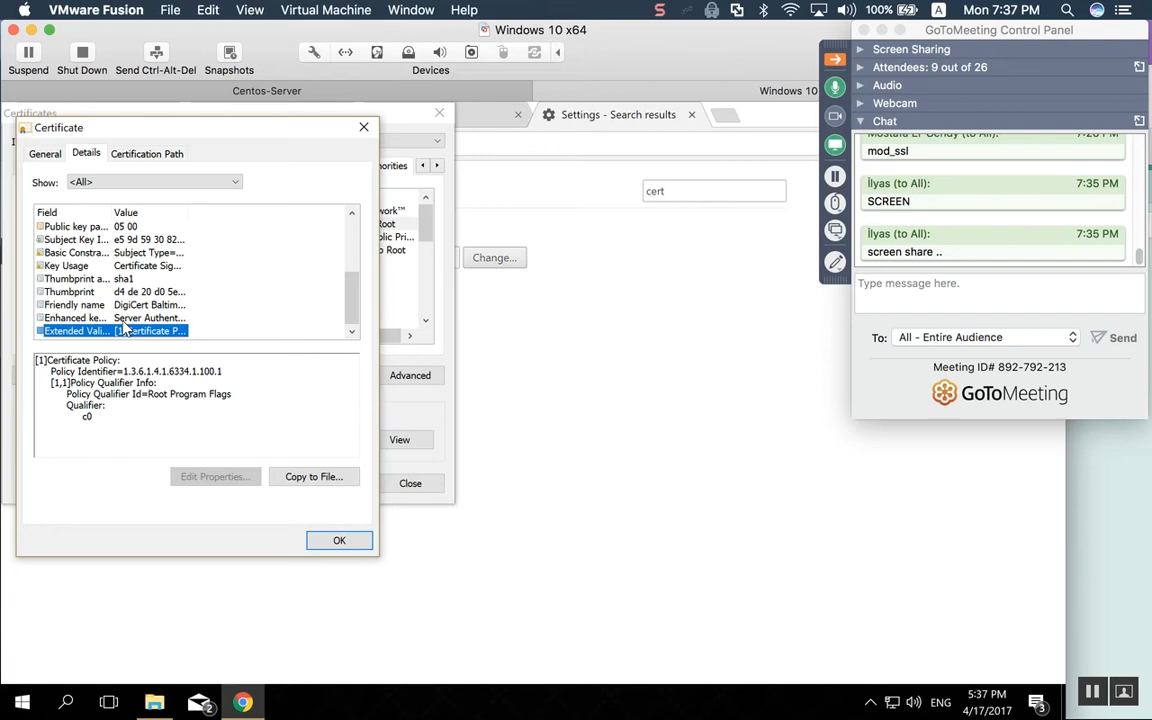 VMware Fusion File Edit View Virtual Machine Window Help
100% A Mon 7:37 PM
Windows 10 x64
Suspend Shut Down Send Ctrl-Alt-Del Snapshots
Devices
Centos-Server
Windows 10
Certificates
Settings - Search results
Certificate
General Details Certification Path
Show: <All>
Field Value
Public key pa... 05 00
Subject Key I... e5 9d 59 30 82...
Basic Constra... Subject Type=...
Key Usage Certificate Sig...
Thumbprint a... sha1
Thumbprint d4 de 20 d0 5e...
Friendly name DigiCert Baltim...
Enhanced ke... Server Authent...
Extended Vali... [1]Certificate P...
[1]Certificate Policy:
Policy Identifier=1.3.6.1.4.1.6334.1.100.1
[1,1]Policy Qualifier Info:
Policy Qualifier Id=Root Program Flags
Qualifier:
c0
Edit Properties... Copy to File...
OK
orities
work™
Root
lic Pri...
o Root
Advanced
View
Close
cert
Change...
GoToMeeting Control Panel
Screen Sharing
Attendees: 9 out of 26
Audio
Webcam
Chat
mod_ssl
İlyas (to All): 7:35 PM
SCREEN
İlyas (to All): 7:35 PM
screen share ..
Type message here.
To: All - Entire Audience Send
Meeting ID# 892-792-213
GoToMeeting
2
ENG
5:37 PM
4/17/2017
3